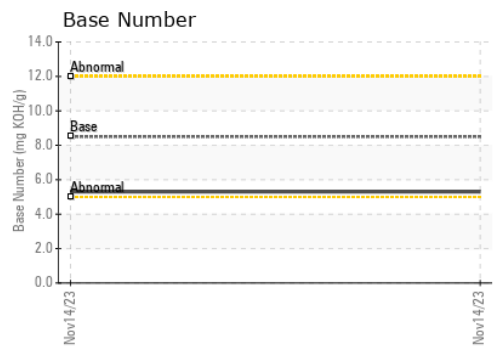 Base Number
14.0
Abnormal
12.0
10.0
Base
8.0
6.0
Abnormal
4.0
2.0
0.0
Base Number (mg KOH/g)
Nov14/23
Nov14/23